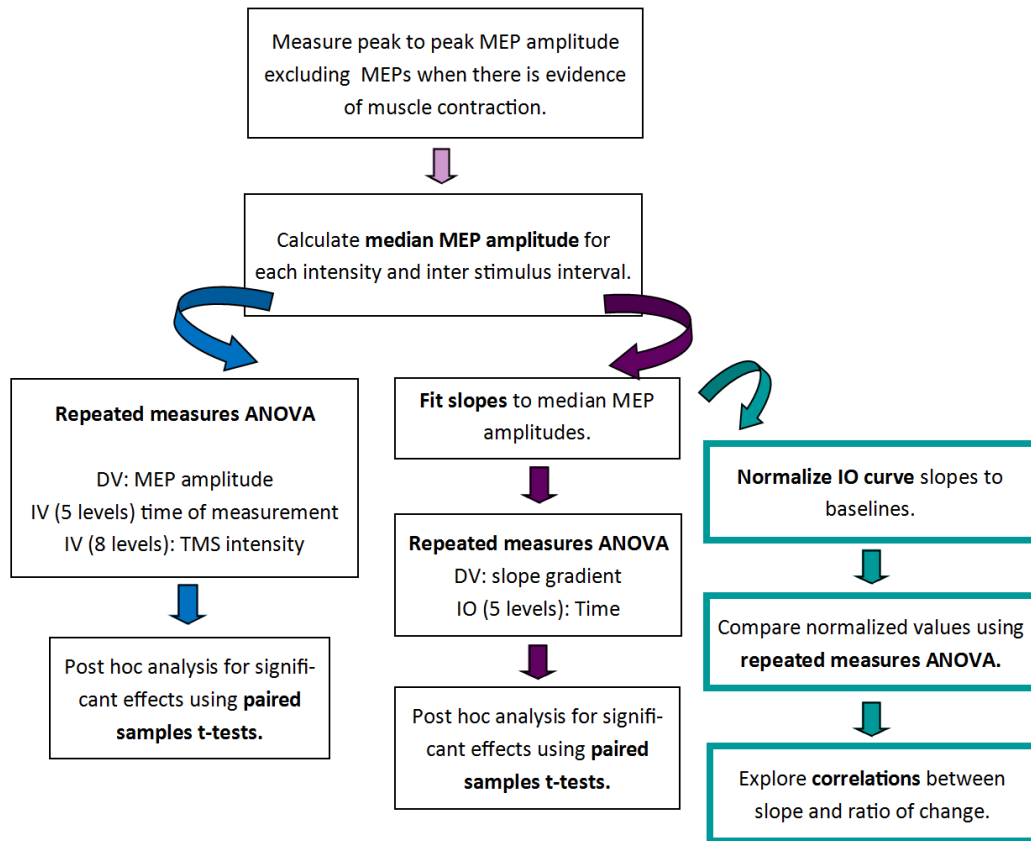 Measure peak to peak MEP amplitude
excluding MEPs when there is evidence
of muscle contraction.
Calculate median MEP amplitude for
each intensity and inter stimulus interval.
Repeated measures ANOVA
DV: MEP amplitude
IV (5 levels) time of measurement
IV (8 levels): TMS intensity
Post hoc analysis for signifi-
cant effects using paired
samples t-tests.
Fit slopes to median MEP
amplitudes.
Repeated measures ANOVA
DV: slope gradient
IO (5 levels): Time
Post hoc analysis for signifi-
cant effects using paired
samples t-tests.
Normalize IO curve slopes to
baselines.
Compare normalized values using
repeated measures ANOVA.
Explore correlations between
slope and ratio of change.